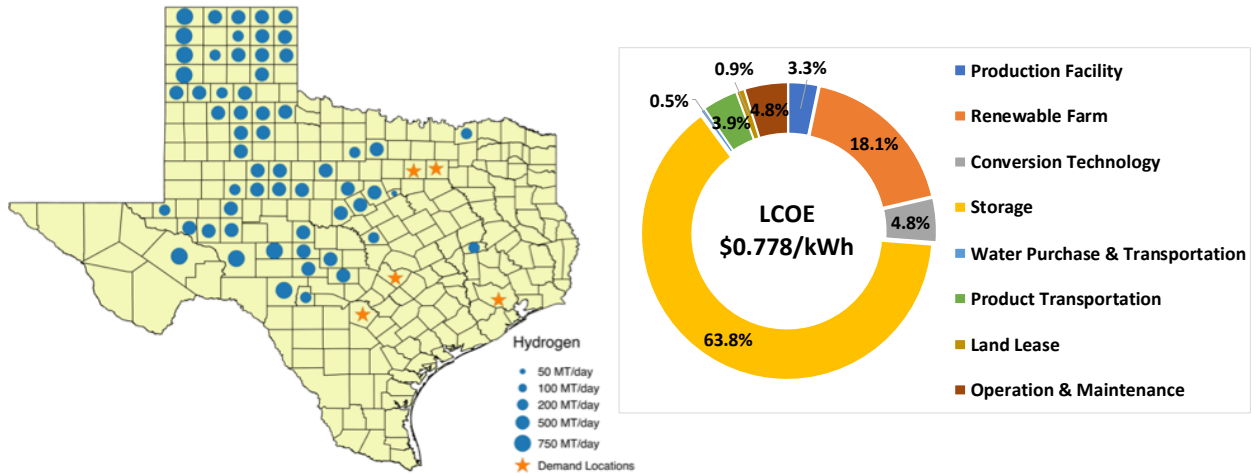 Hydrogen
50 MT/day
100 MT/day
200 MT/day
500 MT/day
750 MT/day
Demand Locations
0.9%
3.3%
0.5%
4.8%
3.9%
18.1%
LCOE
$0.778/kWh
4.8%
63.8%
Production Facility
Renewable Farm
Conversion Technology
Storage
Water Purchase & Transportation
Product Transportation
Land Lease
Operation & Maintenance